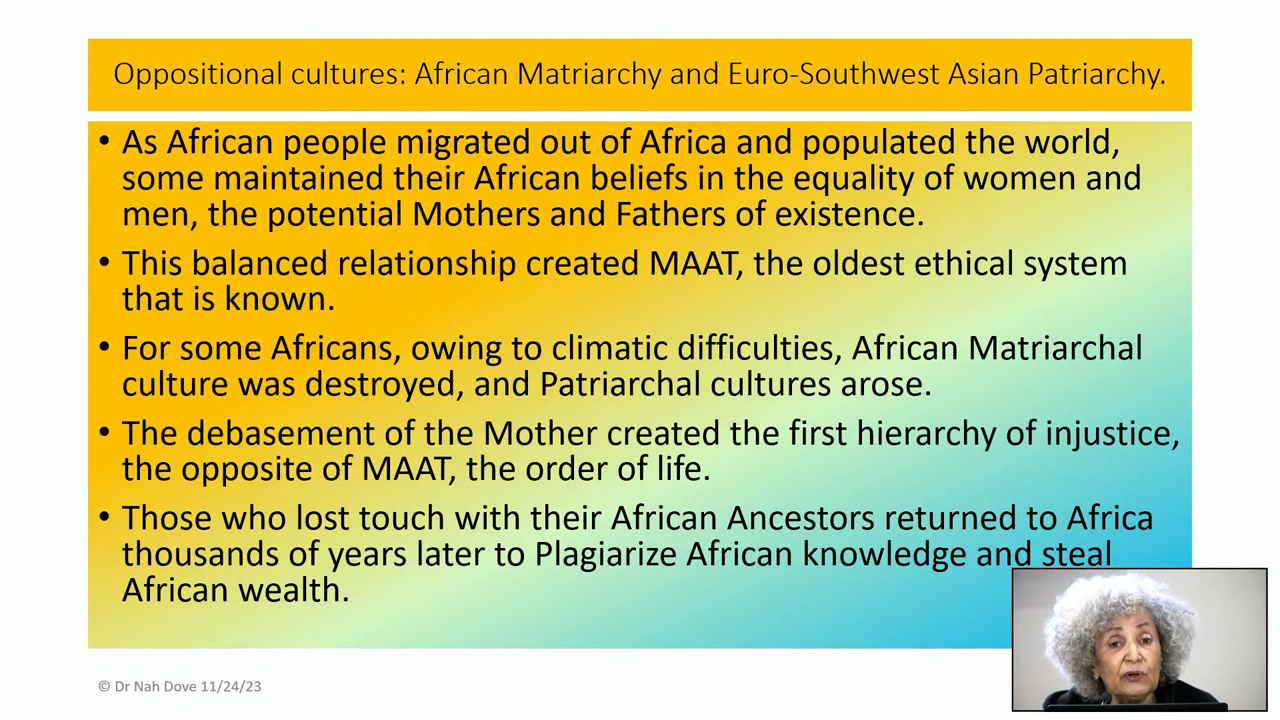 Oppositional cultures: African Matriarchy and Euro-Southwest Asian Patriarchy.
• As African people migrated out of Africa and populated the world,
some maintained their African beliefs in the equality of women and
men, the potential Mothers and Fathers of existence.
• This balanced relationship created MAAT, the oldest ethical system
that is known.
• For some Africans, owing to climatic difficulties, African Matriarchal
culture was destroyed, and Patriarchal cultures arose.
• The debasement of the Mother created the first hierarchy of injustice,
the opposite of MAAT, the order of life.
• Those who lost touch with their African Ancestors returned to Africa
thousands of years later to Plagiarize African knowledge and steal
African wealth.
© Dr Nah Dove 11/24/23